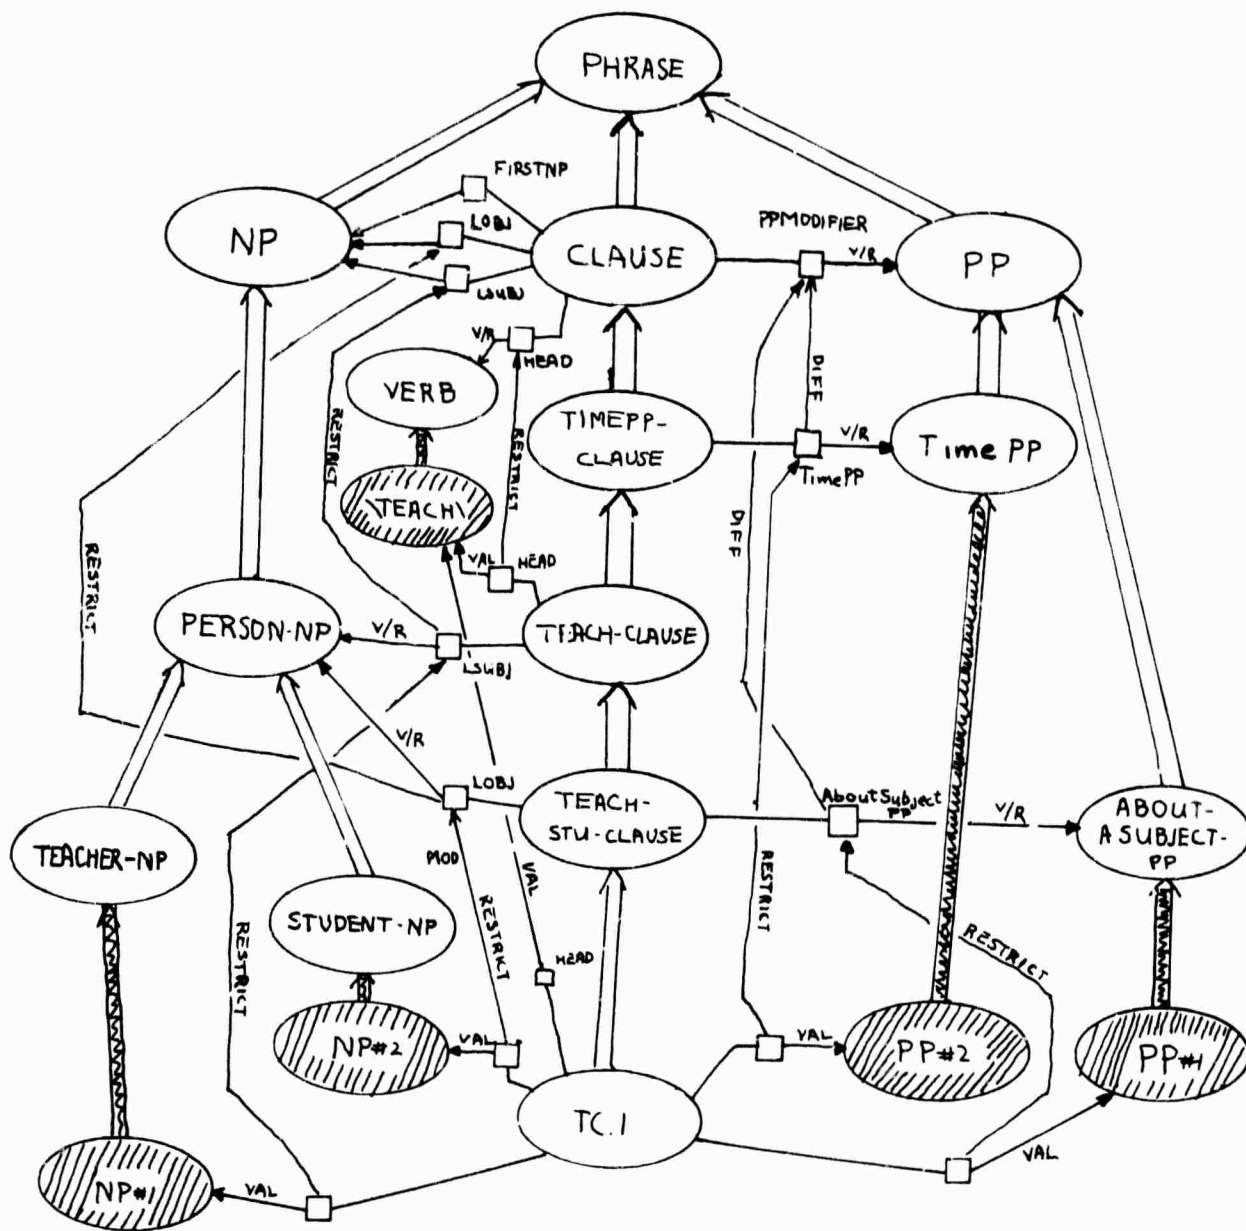 PHRASE
FIRSTNP
LOBJ
NP
CLAUSE
PPMODIFIER
V/R
PP
LSUBJ
V/R
HEAD
VERB
DIFF
RESTRICT
RESTRICT
TIMEPP-
CLAUSE
V/R
TimePP
TimePP
\TEACH\
DIFF
RESTRICT
VAL
HEAD
PERSON-NP
V/R
LSUBJ
TEACH-CLAUSE
V/R
LOBJ
TEACH-
STU-CLAUSE
AboutSubject
PP
V/R
ABOUT-
A SUBJECT-
PP
TEACHER-NP
MOD
VAL
RESTRICT
RESTRICT
STUDENT-NP
RESTRICT
RESTRICT
HEAD
NP#2
VAL
VAL
PP#2
PP#1
TC.1
VAL
NP#1
VAL